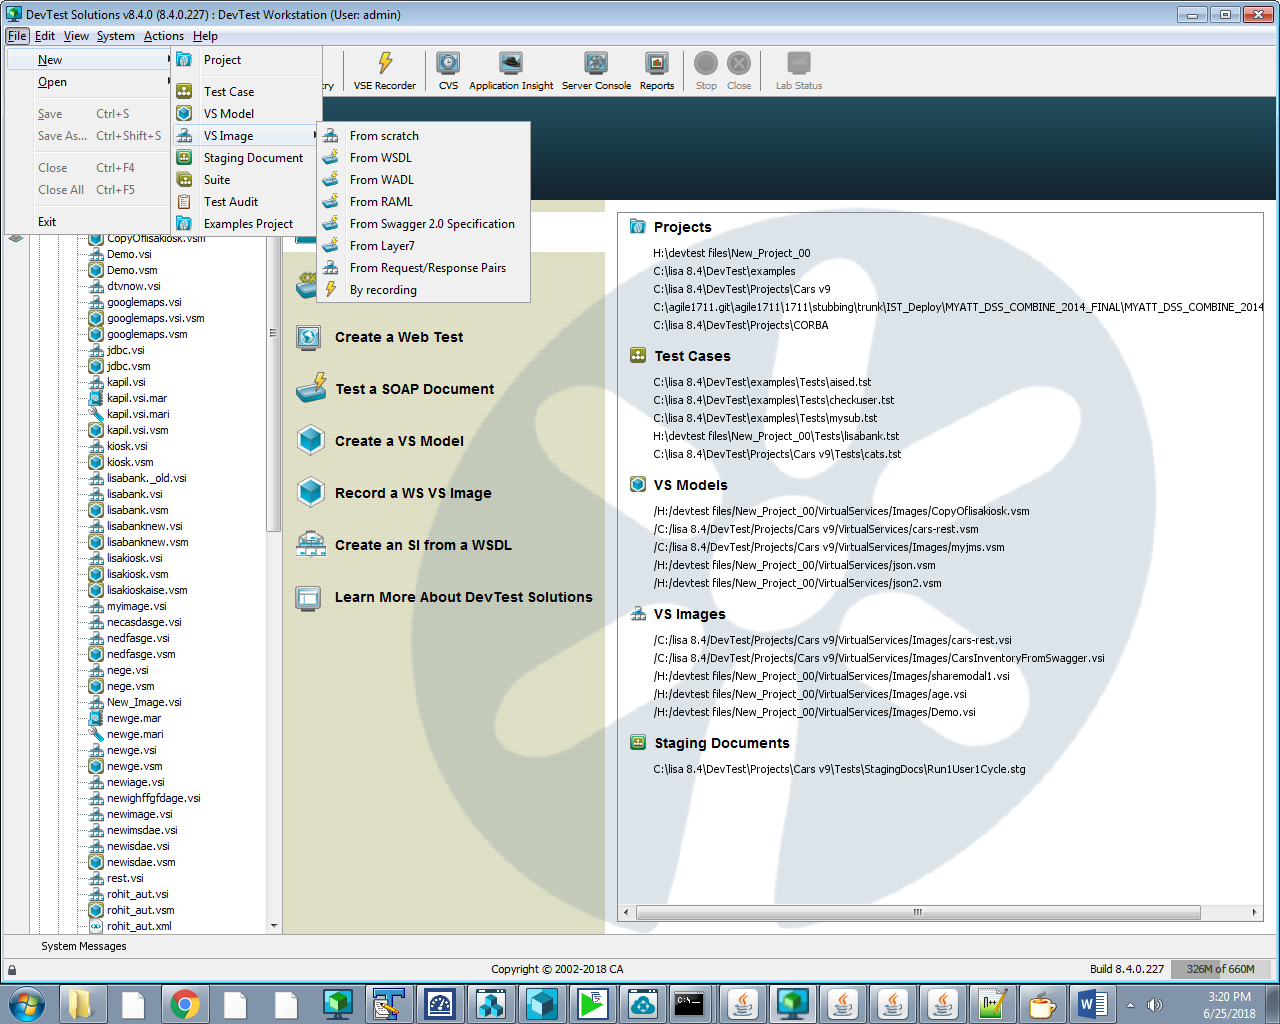 DevTest Solutions v8.4.0 (8.4.0.227) : DevTest Workstation (User: admin)
File Edit View System Actions Help
New
Open
Save Ctrl+S
Save As... Ctrl+Shift+S
Close Ctrl+F4
Close All Ctrl+F5
Exit
Project
Test Case
VS Model
VS Image
Staging Document
Suite
Test Audit
Examples Project
From scratch
From WSDL
From WADL
From RAML
From Swagger 2.0 Specification
From Layer7
From Request/Response Pairs
By recording
VSE Recorder
CVS
Application Insight
Server Console
Reports
Stop
Close
Lab Status
CopyOflisakiosk.vsm
Demo.vsi
Demo.vsm
dtvnow.vsi
googlemaps.vsi
googlemaps.vsi.vsm
googlemaps.vsm
jdbc.vsi
jdbc.vsm
kapil.vsi
kapil.vsi.mar
kapil.vsi.mari
kapil.vsi.vsm
kiosk.vsi
kiosk.vsm
lisabank._old.vsi
lisabank.vsi
lisabank.vsm
lisabanknew.vsi
lisabanknew.vsm
lisakiosk.vsi
lisakiosk.vsm
lisakioskaise.vsm
myimage.vsi
necasdasge.vsi
nedfasge.vsi
nedfasge.vsm
nege.vsi
nege.vsm
New_Image.vsi
newge.mar
newge.mari
newge.vsi
newge.vsm
newiage.vsi
newighffgfdage.vsi
newimage.vsi
newimsdae.vsi
newisdae.vsi
newisdae.vsm
rest.vsi
rohit_aut.vsi
rohit_aut.vsm
rohit_aut.xml
Create a Web Test
Test a SOAP Document
Create a VS Model
Record a WS VS Image
Create an SI from a WSDL
Learn More About DevTest Solutions
Projects
H:\devtest files\New_Project_00
C:\lisa 8.4\DevTest\examples
C:\lisa 8.4\DevTest\Projects\Cars v9
C:\agile1711.git\agile1711\1711\stubbing\trunk\IST_Deploy\MYATT_DSS_COMBINE_2014_FINAL\MYATT_DSS_COMBINE_2014
C:\lisa 8.4\DevTest\Projects\CORBA
Test Cases
C:\lisa 8.4\DevTest\examples\Tests\aised.tst
C:\lisa 8.4\DevTest\examples\Tests\checkuser.tst
C:\lisa 8.4\DevTest\examples\Tests\mysub.tst
H:\devtest files\New_Project_00\Tests\lisabank.tst
C:\lisa 8.4\DevTest\Projects\Cars v9\Tests\cats.tst
VS Models
/H:/devtest files/New_Project_00/VirtualServices/Images/CopyOflisakiosk.vsm
/C:/lisa 8.4/DevTest/Projects/Cars v9/VirtualServices/cars-rest.vsm
/C:/lisa 8.4/DevTest/Projects/Cars v9/VirtualServices/Images/myjms.vsm
/H:/devtest files/New_Project_00/VirtualServices/json.vsm
/H:/devtest files/New_Project_00/VirtualServices/json2.vsm
VS Images
/C:/lisa 8.4/DevTest/Projects/Cars v9/VirtualServices/Images/cars-rest.vsi
/C:/lisa 8.4/DevTest/Projects/Cars v9/VirtualServices/Images/CarsInventoryFromSwagger.vsi
/H:/devtest files/New_Project_00/VirtualServices/Images/sharemodal1.vsi
/H:/devtest files/New_Project_00/VirtualServices/Images/age.vsi
/H:/devtest files/New_Project_00/VirtualServices/Images/Demo.vsi
Staging Documents
C:\lisa 8.4\DevTest\Projects\Cars v9\Tests\StagingDocs\Run1User1Cycle.stg
System Messages
Copyright © 2002-2018 CA
Build 8.4.0.227
326M of 660M
3:20 PM
6/25/2018